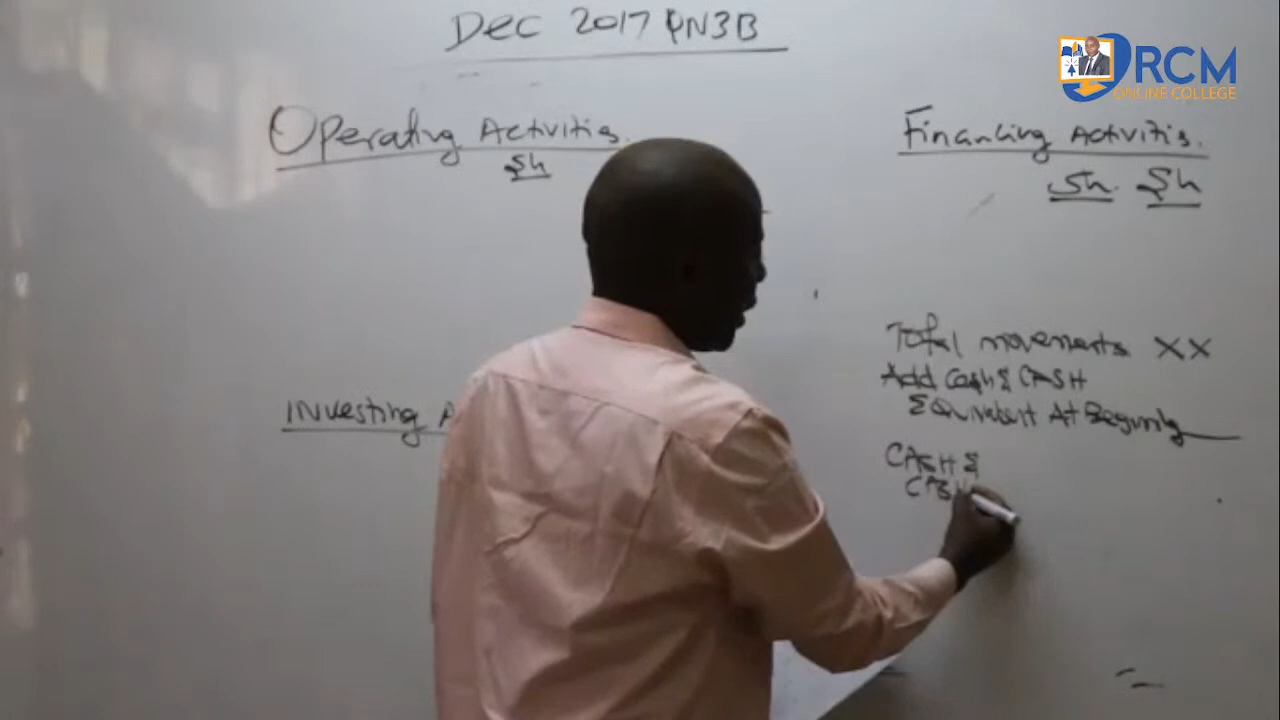 Dec 2017 QN3B
RCM
ONLINE COLLEGE
Operating Activities.
Sh
Financing Activities.
Sh. Sh
Total movements XX
Add Cash & CASH
Equivalent At Beginning
Investing A
CASH &
CASH